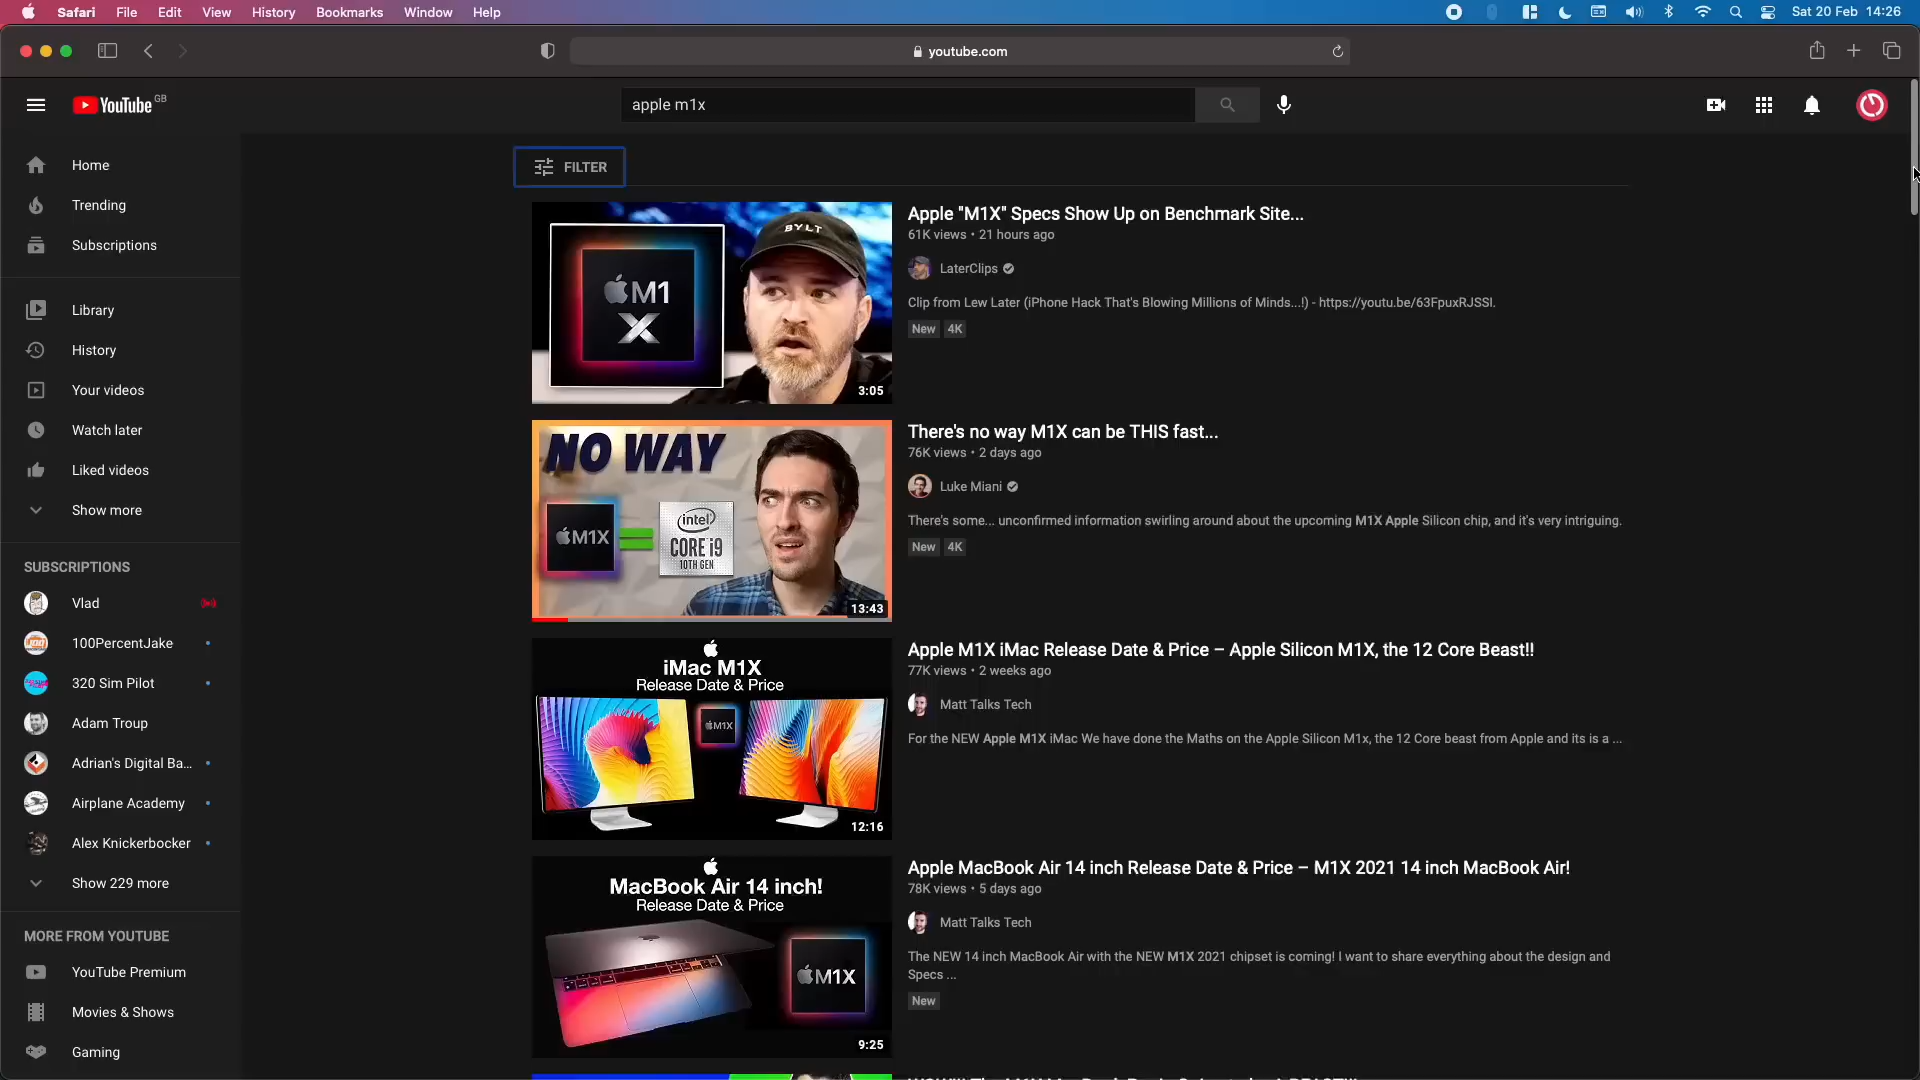 Safari File Edit View History Bookmarks Window Help
Sat 20 Feb 14:26
youtube.com
YouTube GB
apple m1x
Home
Trending
Subscriptions
Library
History
Your videos
Watch later
Liked videos
Show more
SUBSCRIPTIONS
Vlad
100PercentJake
320 Sim Pilot
Adam Troup
Adrian's Digital Ba...
Airplane Academy
Alex Knickerbocker
Show 229 more
MORE FROM YOUTUBE
YouTube Premium
Movies & Shows
Gaming
FILTER
BYLT
M1
X
3:05
Apple "M1X" Specs Show Up on Benchmark Site...
61K views • 21 hours ago
LaterClips
Clip from Lew Later (iPhone Hack That's Blowing Millions of Minds...!) - https://youtu.be/63FpuxRJSSI.
New 4K
NO WAY
M1X
intel
CORE i9
10TH GEN
13:43
There's no way M1X can be THIS fast...
76K views • 2 days ago
Luke Miani
There's some... unconfirmed information swirling around about the upcoming M1X Apple Silicon chip, and it's very intriguing.
New 4K
iMac M1X
Release Date & Price
M1X
12:16
Apple M1X iMac Release Date & Price – Apple Silicon M1X, the 12 Core Beast!!
77K views • 2 weeks ago
Matt Talks Tech
For the NEW Apple M1X iMac We have done the Maths on the Apple Silicon M1x, the 12 Core beast from Apple and its is a ...
MacBook Air 14 inch!
Release Date & Price
M1X
9:25
Apple MacBook Air 14 inch Release Date & Price – M1X 2021 14 inch MacBook Air!
78K views • 5 days ago
Matt Talks Tech
The NEW 14 inch MacBook Air with the NEW M1X 2021 chipset is coming! I want to share everything about the design and
Specs ...
New